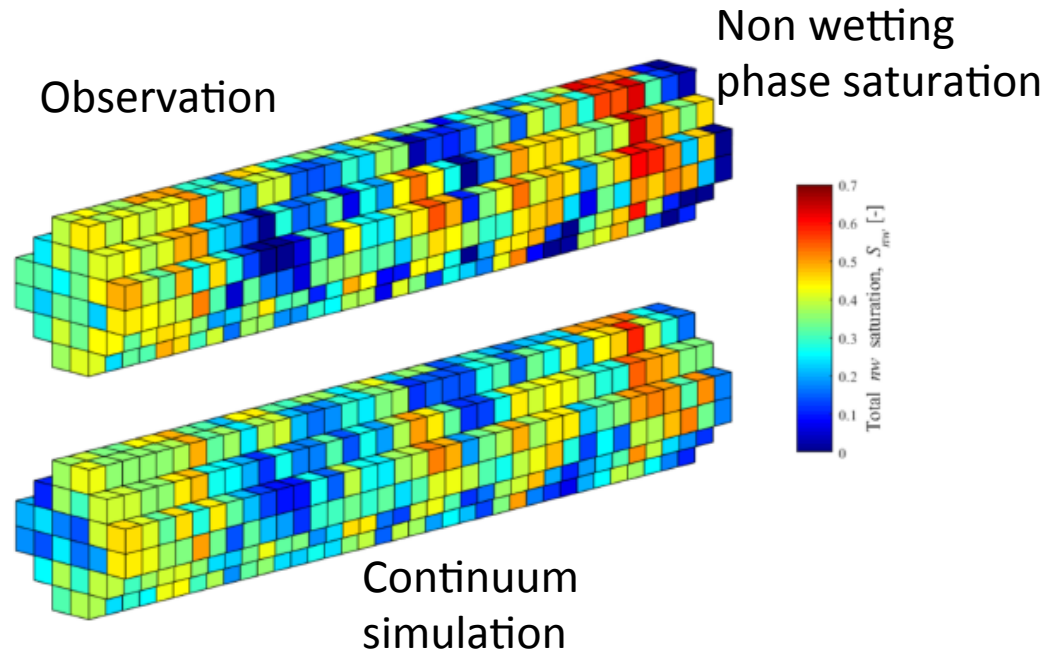 Non wetting
phase saturation
Observation
0.7
0.6
0.5
0.4
0.3
0.2
0.1
0
Total nw saturation, Snw [-]
Continuum
simulation